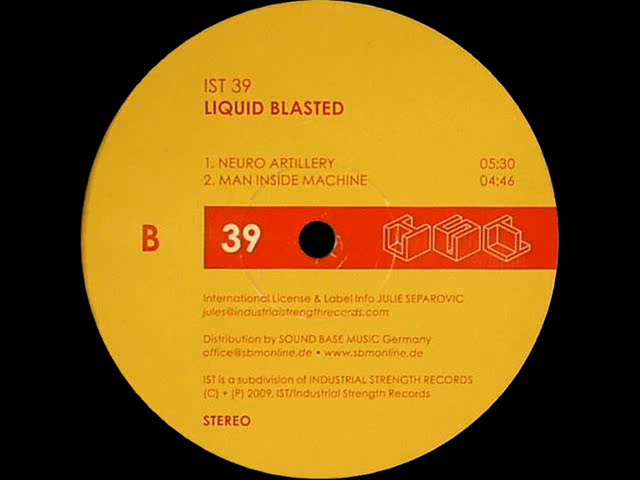 IST 39
LIQUID BLASTED
1. NEURO ARTILLERY 05:30
2. MAN INSIDE MACHINE 04:46
B 39
International License & Label Info JULIE SEPAROVIC
jules@industrialstrengthrecords.com
Distribution by SOUND BASE MUSIC Germany
office@sbmonline.de • www.sbmonline.de
IST is a subdivision of INDUSTRIAL STRENGTH RECORDS
(C) + (P) 2009, IST/Industrial Strength Records
STEREO